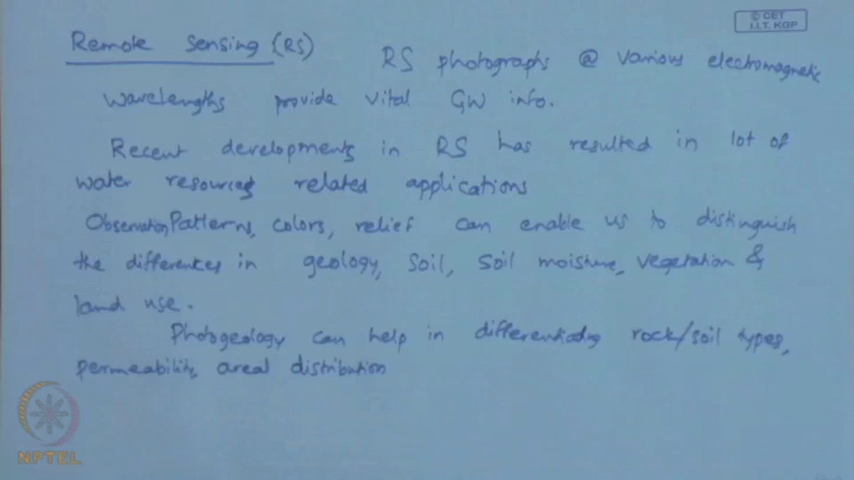 © CET
I.I.T. KGP
Remote Sensing (RS)
RS photographs @ various electromagnetic
wavelengths provide vital GW info.
Recent developments in RS has resulted in lot of
water resources related applications
Observation, Patterns, colors, relief can enable us to distinguish
the differences in geology, soil, soil moisture, vegetation &
land use.
Photogeology can help in differentiating rock/soil types,
permeability, areal distribution
NPTEL